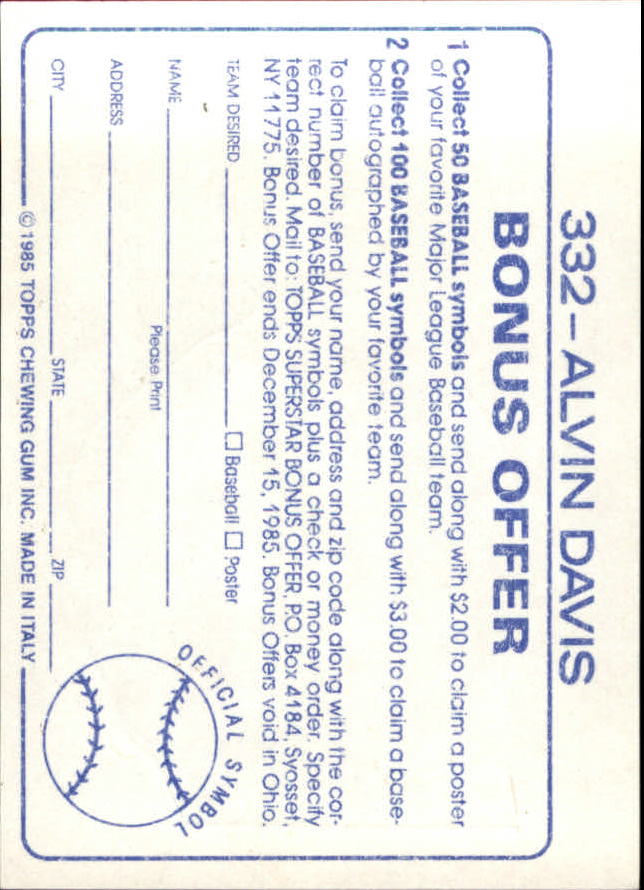 332—ALVIN DAVIS
BONUS OFFER
1 Collect 50 BASEBALL symbols and send along with $2.00 to claim a poster
of your favorite Major League Baseball team.
2 Collect 100 BASEBALL symbols and send along with $3.00 to claim a base-
ball autographed by your favorite team.
To claim bonus, send your name, address and zip code along with the cor-
rect number of BASEBALL symbols plus a check or money order. Specify
team desired. Mail to: TOPPS SUPERSTAR BONUS OFFER, P.O. Box 4184, Syosset,
NY 11775. Bonus Offer ends December 15, 1985. Bonus Offers void in Ohio.
TEAM DESIRED ☐ Baseball ☐ Poster
NAME
Please Print
ADDRESS
CITY STATE ZIP
OFFICIAL SYMBOL
© 1985 TOPPS CHEWING GUM INC. MADE IN ITALY